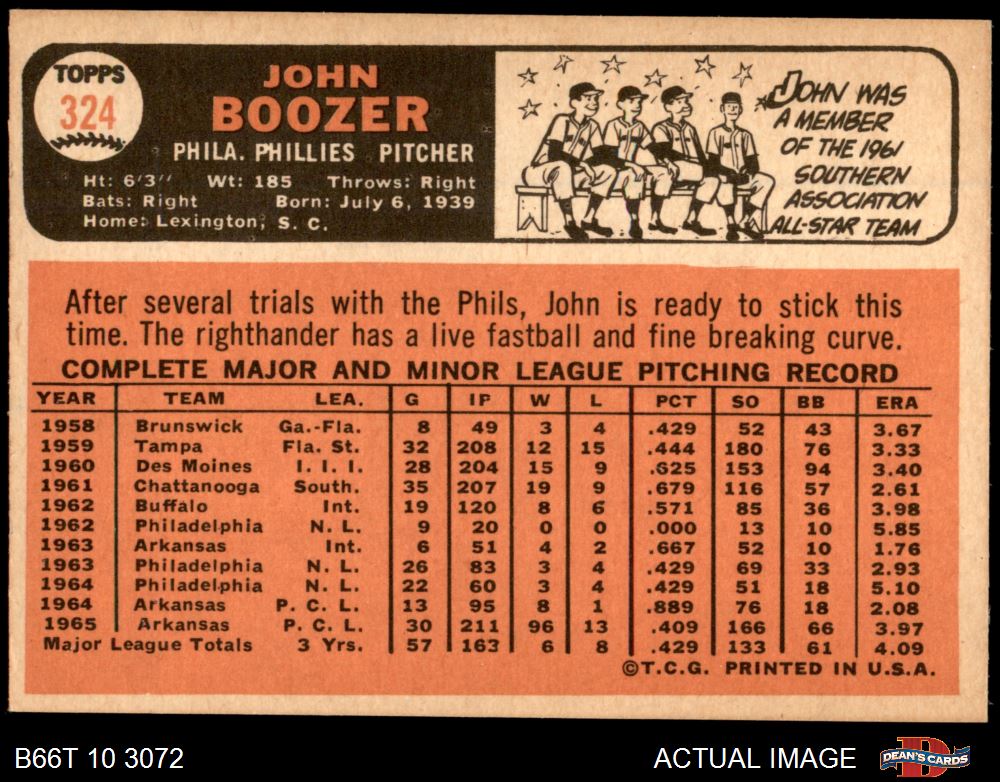 TOPPS
324
JOHN
BOOZER
PHILA. PHILLIES PITCHER
Ht: 6'3" Wt: 185 Throws: Right
Bats: Right Born: July 6, 1939
Home: Lexington, S. C.
JOHN WAS
A MEMBER
OF THE 1961
SOUTHERN
ASSOCIATION
ALL-STAR TEAM
After several trials with the Phils, John is ready to stick this
time. The righthander has a live fastball and fine breaking curve.
COMPLETE MAJOR AND MINOR LEAGUE PITCHING RECORD
YEAR TEAM LEA. G IP W L PCT SO BB ERA
1958 Brunswick Ga.-Fla. 8 49 3 4 .429 52 43 3.67
1959 Tampa Fla. St. 32 208 12 15 .444 180 76 3.33
1960 Des Moines I. I. I. 28 204 15 9 .625 153 94 3.40
1961 Chattanooga South. 35 207 19 9 .679 116 57 2.61
1962 Buffalo Int. 19 120 8 6 .571 85 36 3.98
1962 Philadelphia N. L. 9 20 0 0 .000 13 10 5.85
1963 Arkansas Int. 6 51 4 2 .667 52 10 1.76
1963 Philadelphia N. L. 26 83 3 4 .429 69 33 2.93
1964 Philadelphia N. L. 22 60 3 4 .429 51 18 5.10
1964 Arkansas P. C. L. 13 95 8 1 .889 76 18 2.08
1965 Arkansas P. C. L. 30 211 96 13 .409 166 66 3.97
Major League Totals 3 Yrs. 57 163 6 8 .429 133 61 4.09
©T.C.G. PRINTED IN U.S.A.
B66T 10 3072
ACTUAL IMAGE
DEAN'S CARDS